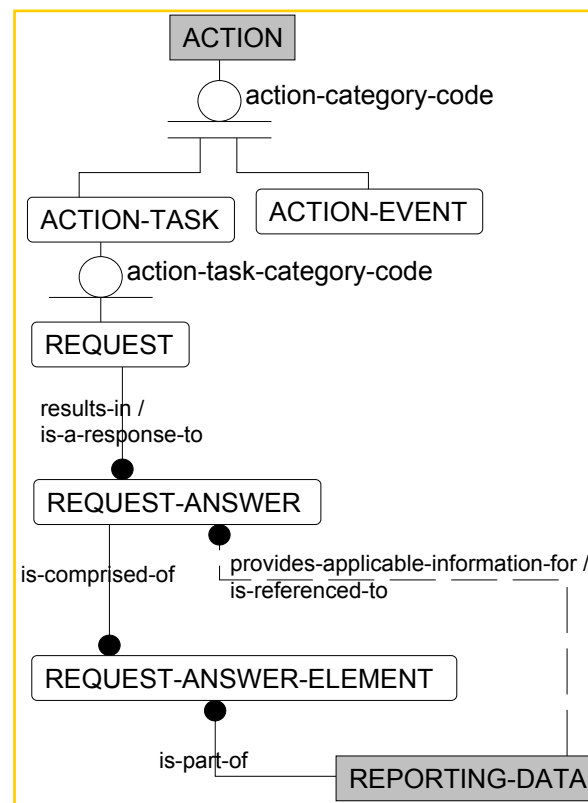 ACTION
action-category-code
ACTION-TASK
ACTION-EVENT
action-task-category-code
REQUEST
results-in /
is-a-response-to
REQUEST-ANSWER
is-comprised-of
provides-applicable-information-for /
is-referenced-to
REQUEST-ANSWER-ELEMENT
is-part-of
REPORTING-DATA